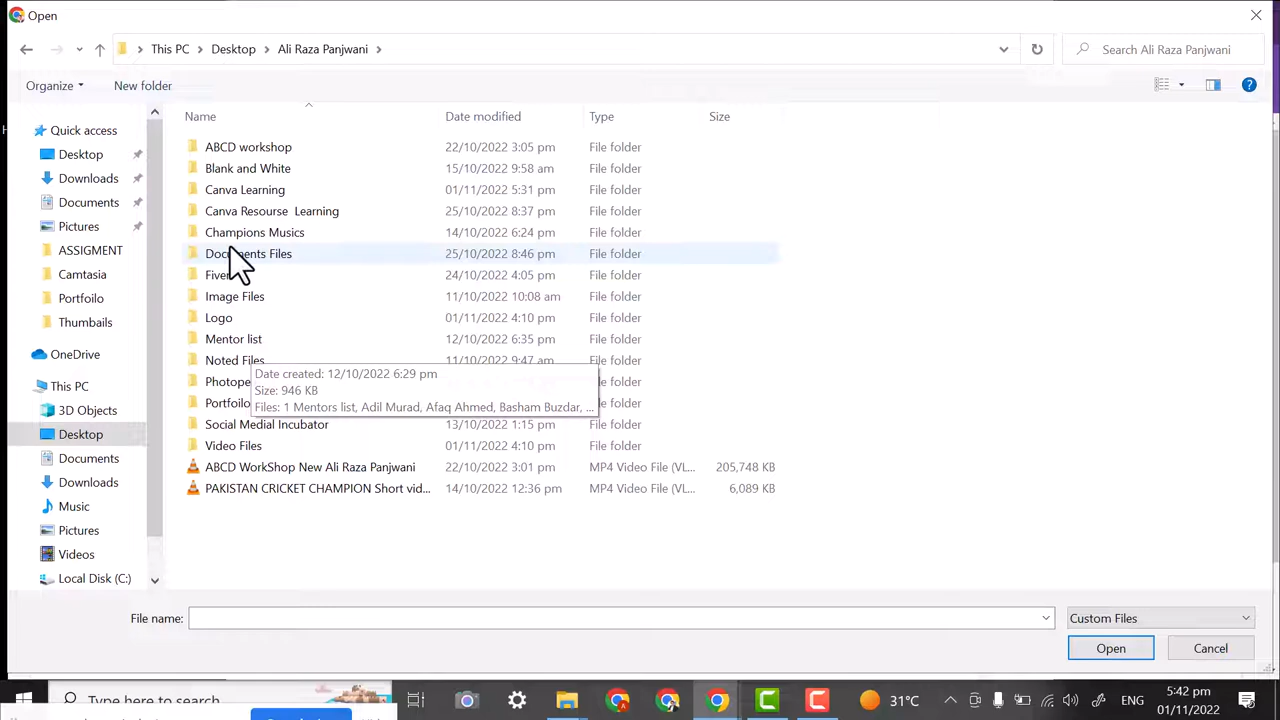 Open
This PC > Desktop > Ali Raza Panjwani >
Search Ali Raza Panjwani
Organize
New folder
Name
Date modified
Type
Size
Quick access
Desktop
Downloads
Documents
Pictures
ASSIGMENT
Camtasia
Portfoilo
Thumbails
OneDrive
This PC
3D Objects
Desktop
Documents
Downloads
Music
Pictures
Videos
Local Disk (C:)
ABCD workshop 22/10/2022 3:05 pm File folder
Blank and White 15/10/2022 9:58 am File folder
Canva Learning 01/11/2022 5:31 pm File folder
Canva Resourse Learning 25/10/2022 8:37 pm File folder
Champions Musics 14/10/2022 6:24 pm File folder
Documents Files 25/10/2022 8:46 pm File folder
24/10/2022 4:05 pm File folder
Image Files 11/10/2022 10:08 am File folder
Logo 01/11/2022 4:10 pm File folder
Mentor list 12/10/2022 6:35 pm File folder
Noted Files 11/10/2022 9:47 am File folder
Date created: 12/10/2022 6:29 pm
Size: 946 KB
Files: 1 Mentors list, Adil Murad, Afaq Ahmed, Basham Buzdar, ...
Photope
Portfoilo
Social Medial Incubator 13/10/2022 1:15 pm File folder
Video Files 01/11/2022 4:10 pm File folder
ABCD WorkShop New Ali Raza Panjwani 22/10/2022 3:01 pm MP4 Video File (VL... 205,748 KB
PAKISTAN CRICKET CHAMPION Short vid... 14/10/2022 12:36 pm MP4 Video File (VL... 6,089 KB
File name:
Custom Files
Open
Cancel
Type here to search
31°C
ENG
5:42 pm
01/11/2022